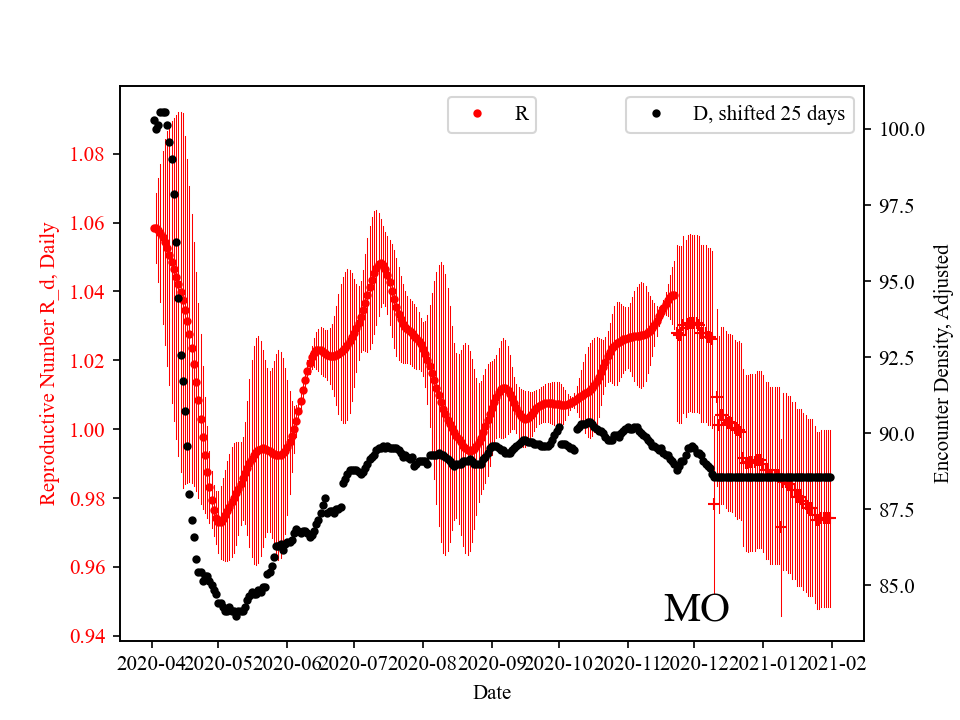 R
D, shifted 25 days
1.08
1.06
1.04
1.02
1.00
0.98
0.96
0.94
Reproductive Number R_d, Daily
100.0
97.5
95.0
92.5
90.0
87.5
85.0
Encounter Density, Adjusted
MO
2020-04 2020-05 2020-06 2020-07 2020-08 2020-09 2020-10 2020-11 2020-12 2021-01 2021-02
Date